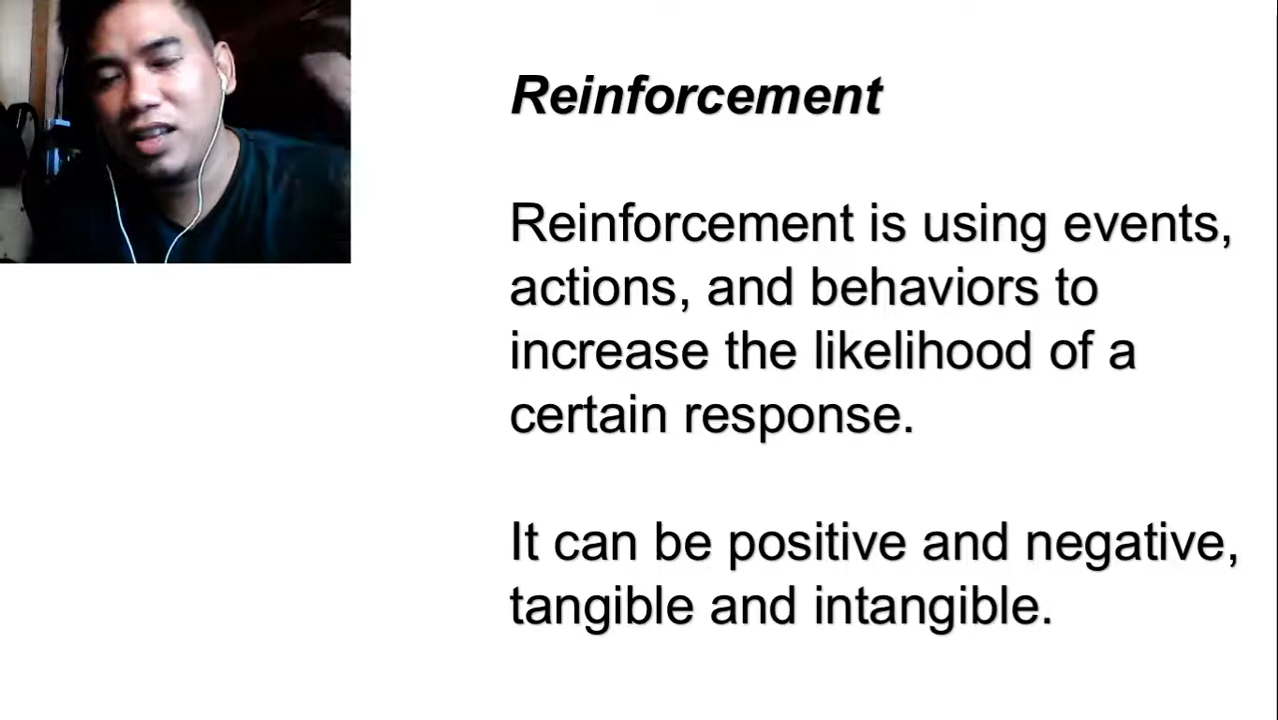 Reinforcement
Reinforcement is using events,
actions, and behaviors to
increase the likelihood of a
certain response.
It can be positive and negative,
tangible and intangible.